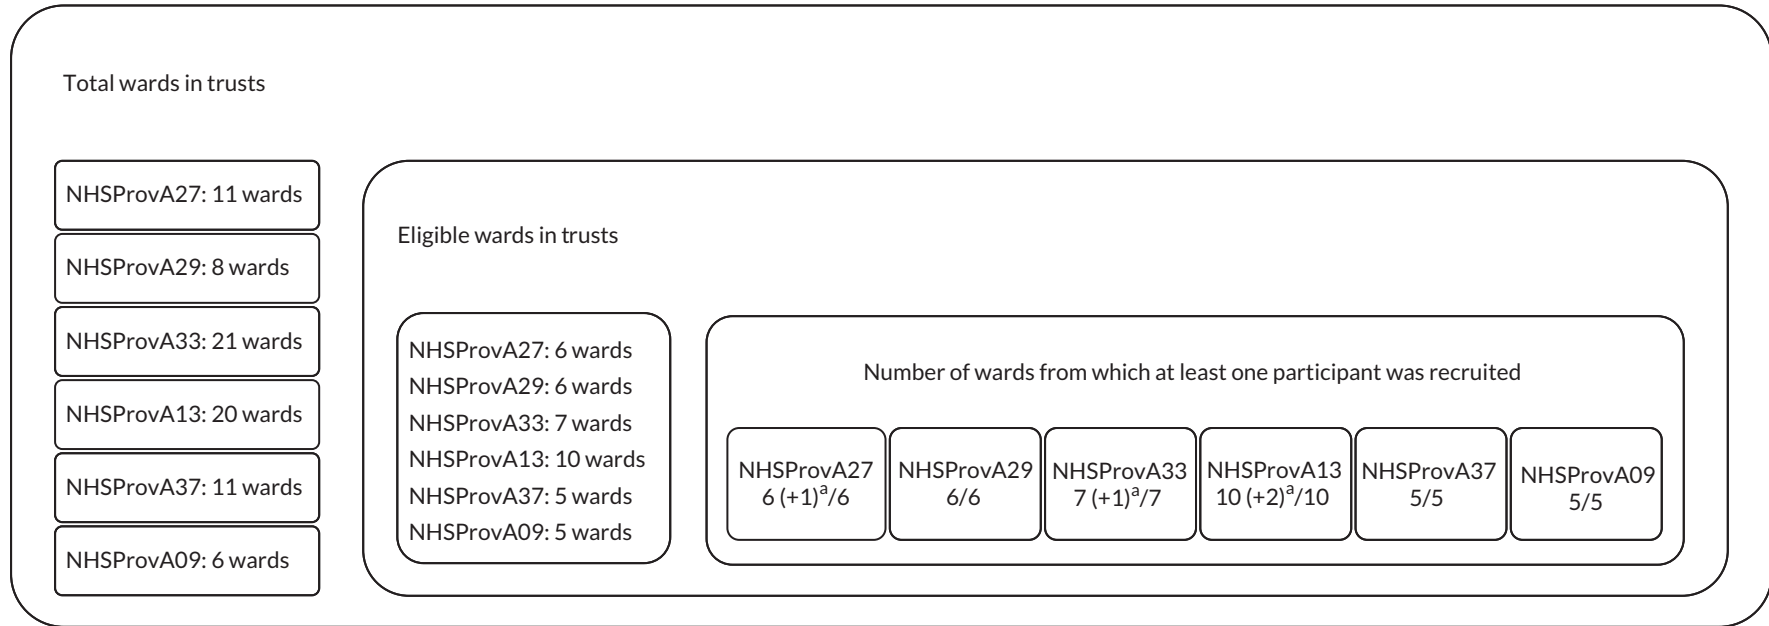 Total wards in trusts
NHSProvA27: 11 wards
NHSProvA29: 8 wards
NHSProvA33: 21 wards
NHSProvA13: 20 wards
NHSProvA37: 11 wards
NHSProvA09: 6 wards
Eligible wards in trusts
NHSProvA27: 6 wards
NHSProvA29: 6 wards
NHSProvA33: 7 wards
NHSProvA13: 10 wards
NHSProvA37: 5 wards
NHSProvA09: 5 wards
Number of wards from which at least one participant was recruited
NHSProvA27
6 (+1)ᵃ/6
NHSProvA29
6/6
NHSProvA33
7 (+1)ᵃ/7
NHSProvA13
10 (+2)ᵃ/10
NHSProvA37
5/5
NHSProvA09
5/5